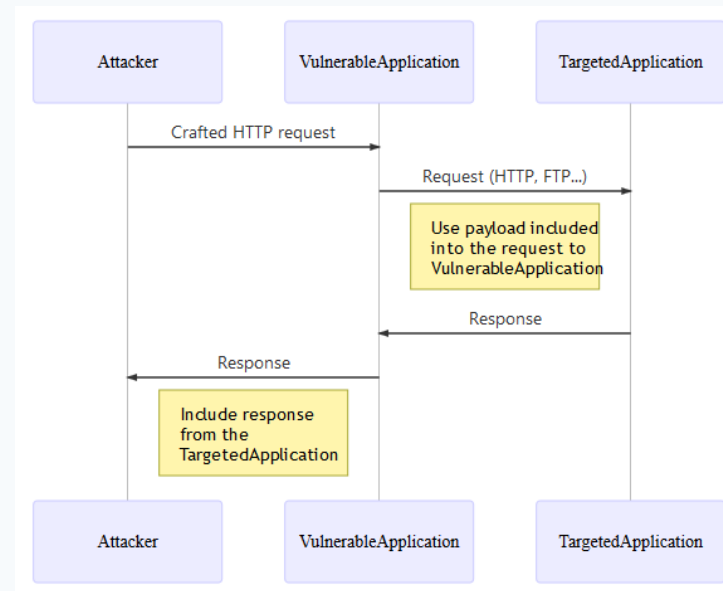 Attacker
VulnerableApplication
TargetedApplication
Crafted HTTP request
Request (HTTP, FTP...)
Use payload included
into the request to
VulnerableApplication
Response
Response
Include response
from the
TargetedApplication
Attacker
VulnerableApplication
TargetedApplication